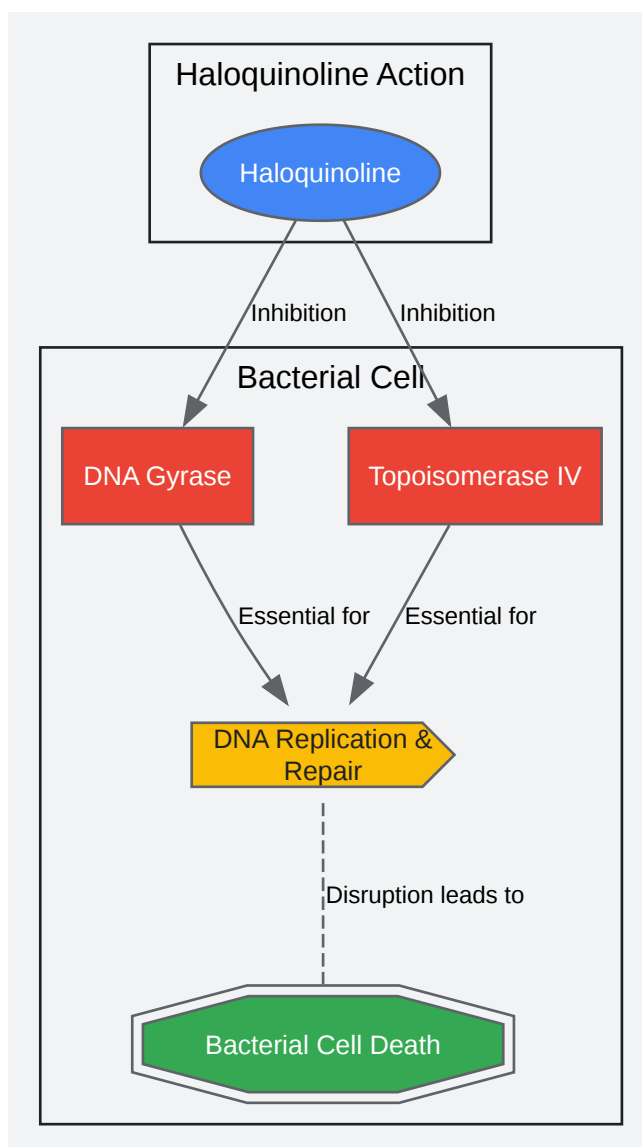 Haloquinoline Action
Haloquinoline
Inhibition
Inhibition
Bacterial Cell
DNA Gyrase
Topoisomerase IV
Essential for
Essential for
DNA Replication &
Repair
Disruption leads to
Bacterial Cell Death